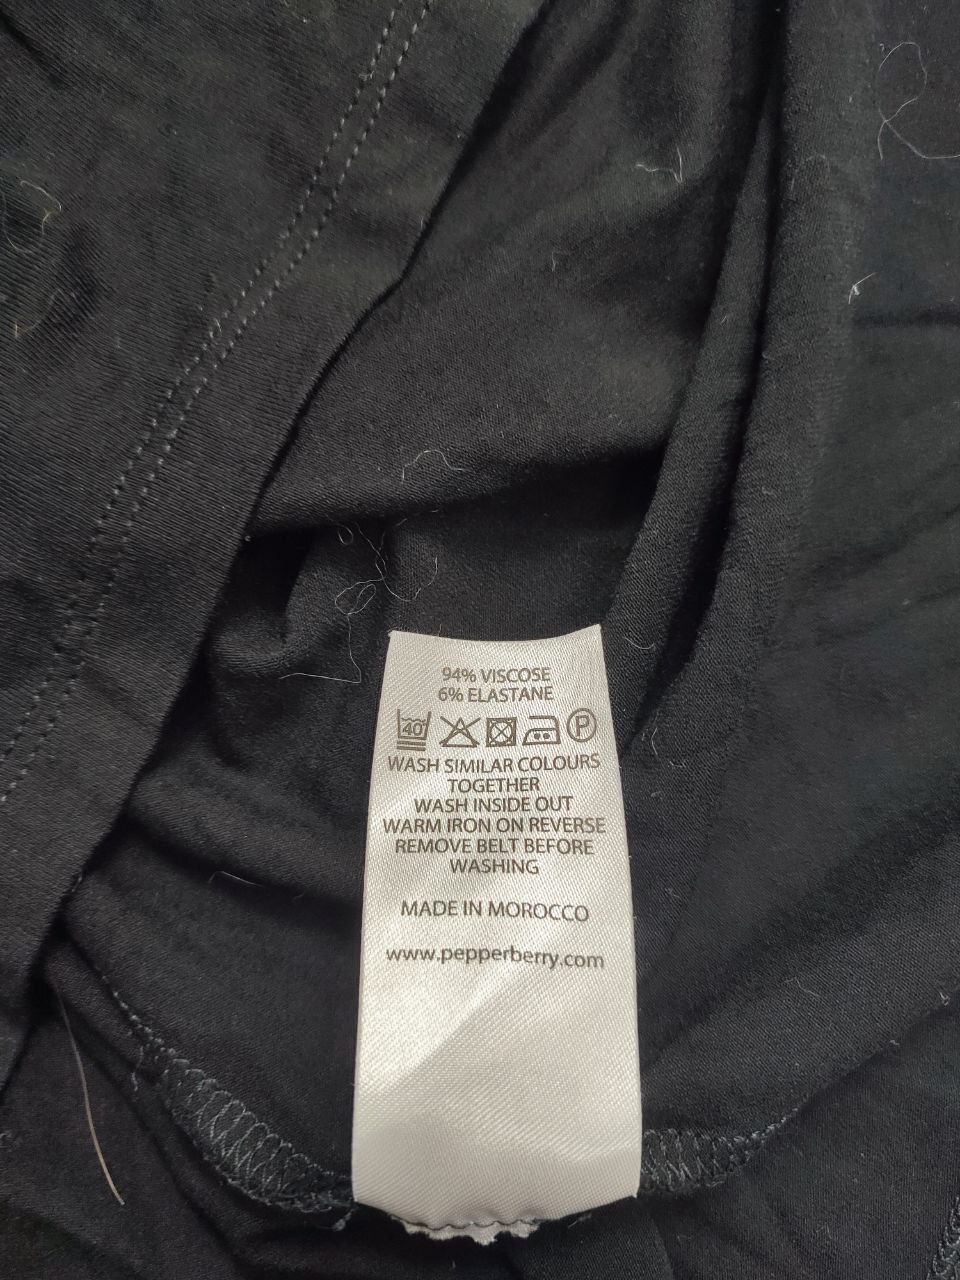 94% VISCOSE
6% ELASTANE
40° P
WASH SIMILAR COLOURS
TOGETHER
WASH INSIDE OUT
WARM IRON ON REVERSE
REMOVE BELT BEFORE
WASHING
MADE IN MOROCCO
www.pepperberry.com